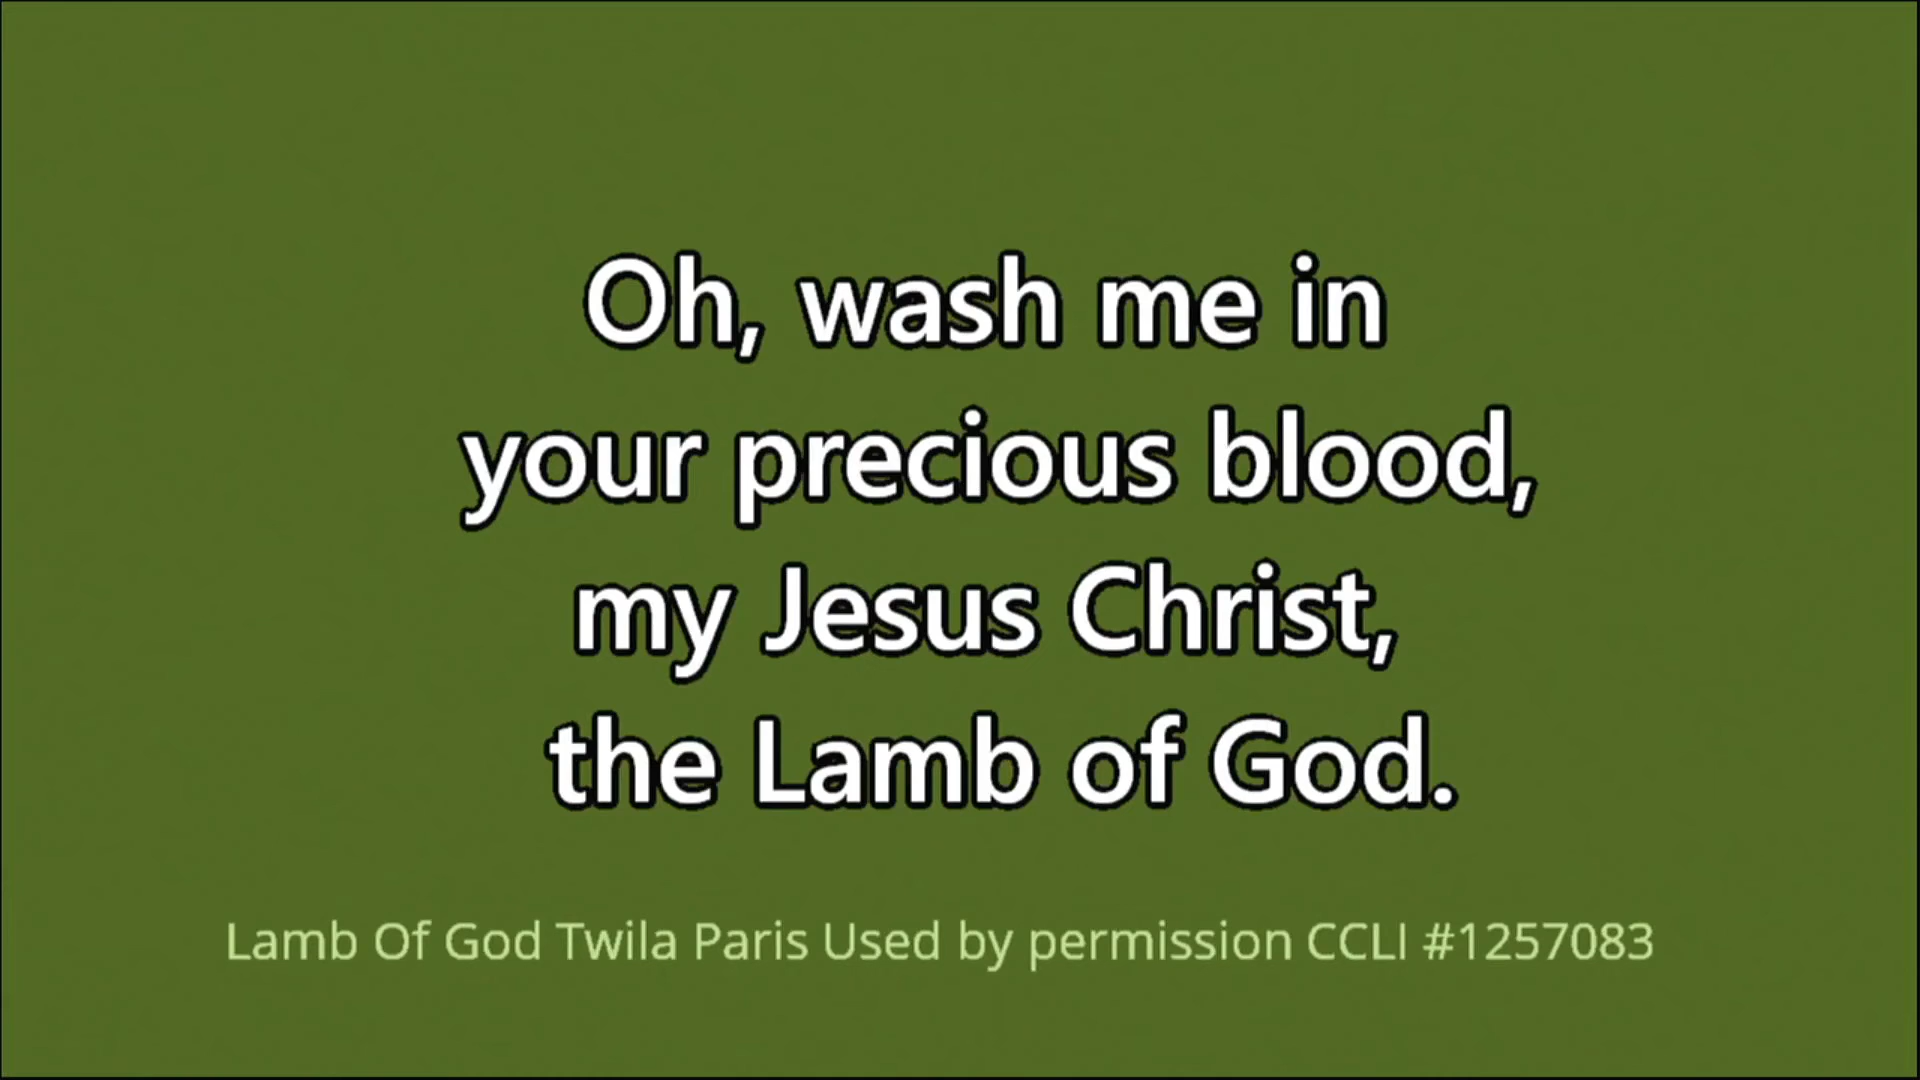 Oh, wash me in
your precious blood,
my Jesus Christ,
the Lamb of God.
Lamb Of God Twila Paris Used by permission CCLI #1257083